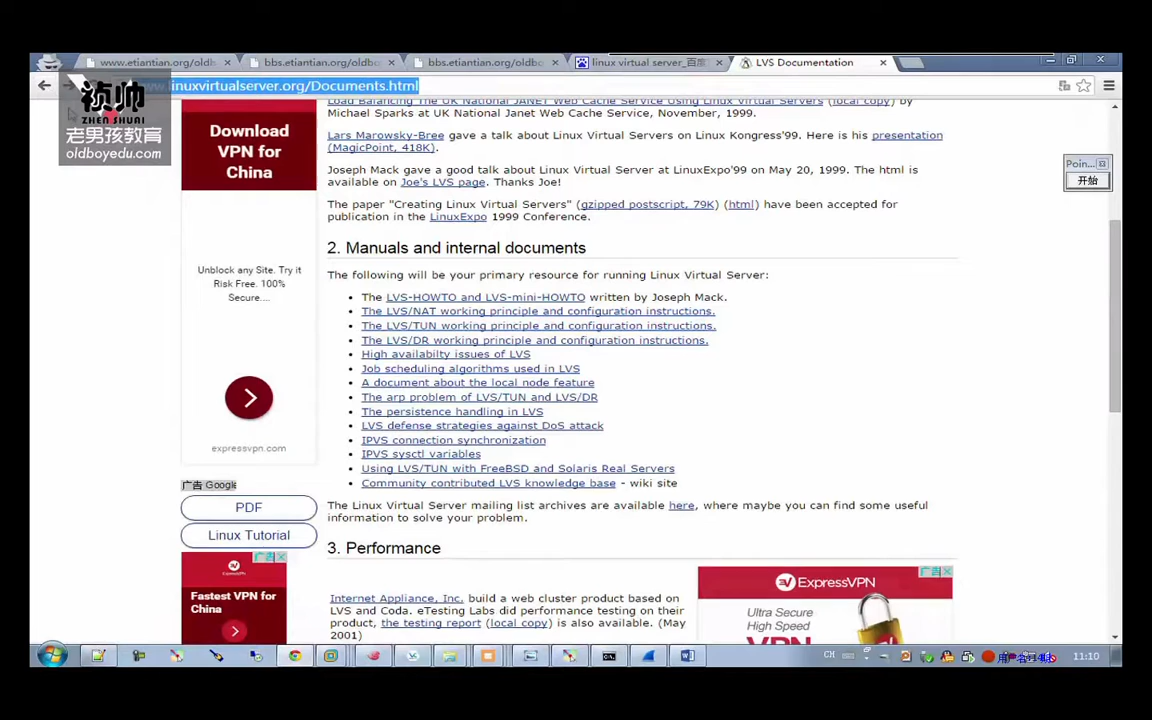 www.etiantian.org/oldb
bbs.etiantian.org/oldbo
bbs.etiantian.org/oldbo
linux virtual server_百度
LVS Documentation
linuxvirtualserver.org/Documents.html
祯帅
ZHEN SHUAI
老男孩教育
oldboyedu.com
Download
VPN for
China
Unblock any Site. Try it
Risk Free. 100%
Secure....
expressvpn.com
广告 Google
PDF
Linux Tutorial
广告
Fastest VPN for
China
Load Balancing The UK National JANET Web Cache Service Using Linux Virtual Servers (local copy) by
Michael Sparks at UK National Janet Web Cache Service, November, 1999.
Lars Marowsky-Bree gave a talk about Linux Virtual Servers on Linux Kongress'99. Here is his presentation
(MagicPoint, 418K).
Joseph Mack gave a good talk about Linux Virtual Server at LinuxExpo'99 on May 20, 1999. The html is
available on Joe's LVS page. Thanks Joe!
The paper "Creating Linux Virtual Servers" (gzipped postscript, 79K) (html) have been accepted for
publication in the LinuxExpo 1999 Conference.
2. Manuals and internal documents
The following will be your primary resource for running Linux Virtual Server:
The LVS-HOWTO and LVS-mini-HOWTO written by Joseph Mack.
The LVS/NAT working principle and configuration instructions.
The LVS/TUN working principle and configuration instructions.
The LVS/DR working principle and configuration instructions.
High availabilty issues of LVS
Job scheduling algorithms used in LVS
A document about the local node feature
The arp problem of LVS/TUN and LVS/DR
The persistence handling in LVS
LVS defense strategies against DoS attack
IPVS connection synchronization
IPVS sysctl variables
Using LVS/TUN with FreeBSD and Solaris Real Servers
Community contributed LVS knowledge base - wiki site
The Linux Virtual Server mailing list archives are available here, where maybe you can find some useful
information to solve your problem.
3. Performance
Internet Appliance, Inc. build a web cluster product based on
LVS and Coda. eTesting Labs did performance testing on their
product, the testing report (local copy) is also available. (May
2001)
广告
ExpressVPN
Ultra Secure
High Speed
VPN
Poin...
开始
CH
11:10